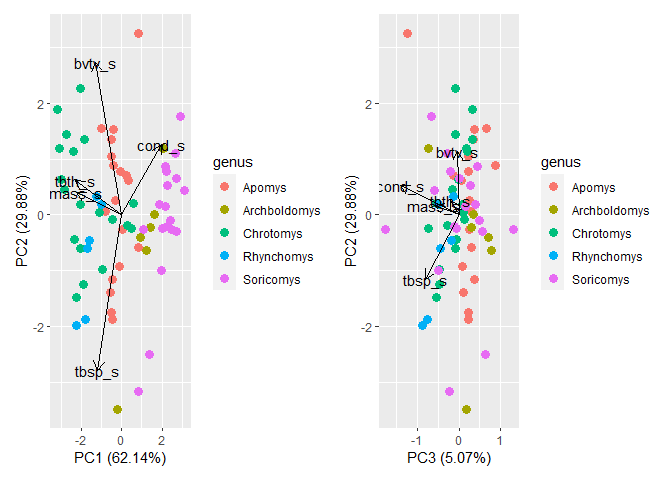 PC2 (29.88%)
2
0
-2
bvtv_s
cond_s
tbth_s
mass_s
tbsp_s
-2
0
2
PC1 (62.14%)
genus
Apomys
Archboldomys
Chrotomys
Rhynchomys
Soricomys
PC2 (29.88%)
2
0
-2
bvtv_s
cond_s
tbth_s
mass_s
tbsp_s
-1
0
1
PC3 (5.07%)
genus
Apomys
Archboldomys
Chrotomys
Rhynchomys
Soricomys